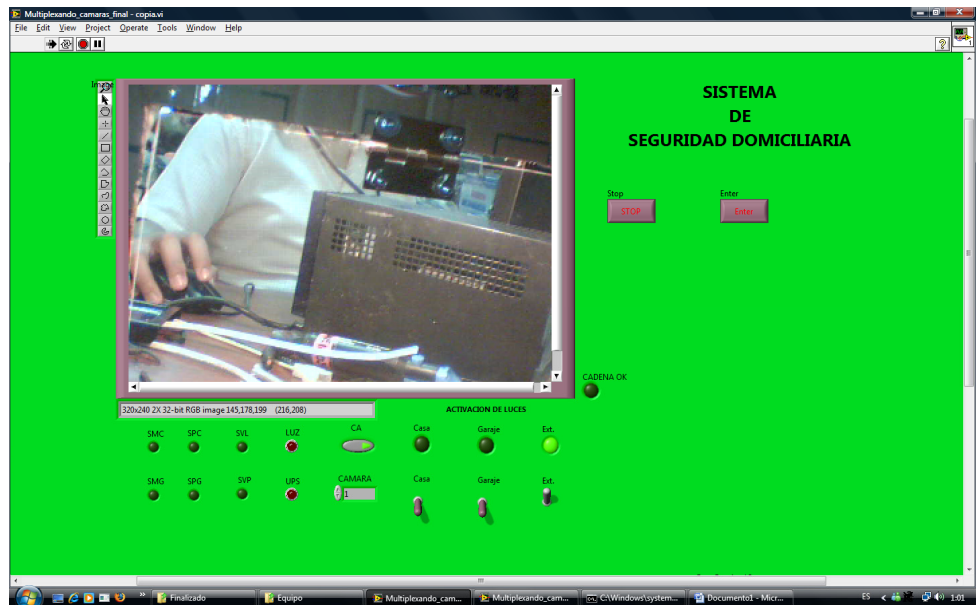 Multiplexando_camaras_final - copia.vi
File Edit View Project Operate Tools Window Help
1
Image
SISTEMA
DE
SEGURIDAD DOMICILIARIA
Stop Enter
STOP Enter
CADENA OK
320x240 2X 32-bit RGB image 145,178,199 (216,208)
ACTIVACION DE LUCES
SMC SPC SVL LUZ CA Casa Garaje Ext.
SMG SPG SVP UPS CAMARA Casa Garaje Ext.
1
Finalizado Equipo Multiplexando_cam... Multiplexando_cam... C:\Windows\system... Documento1 - Micr... ES 1:01